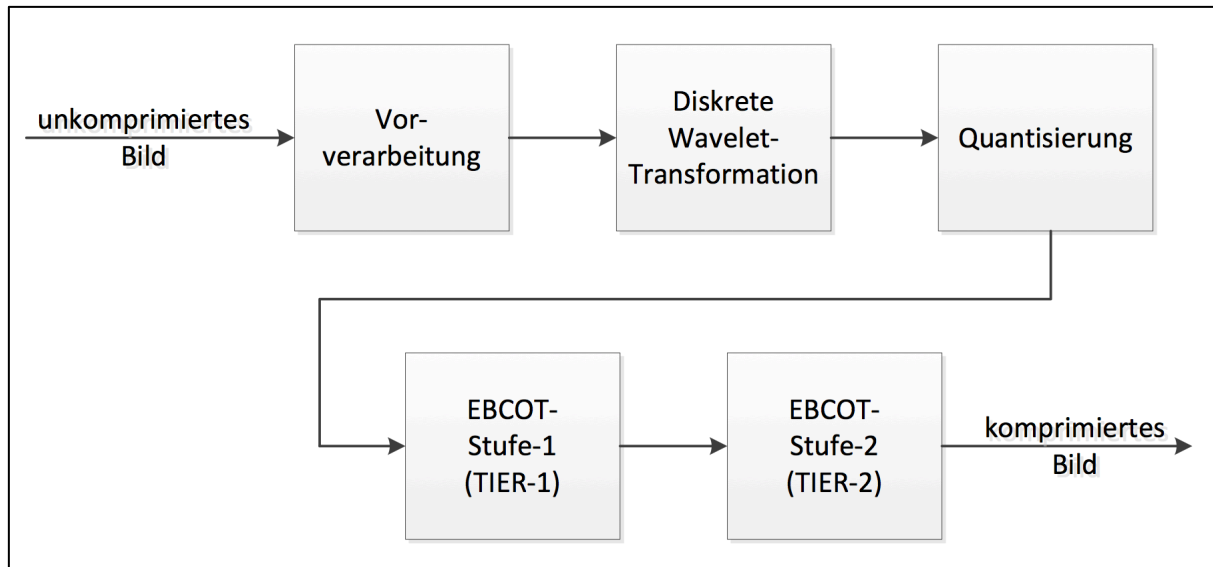 unkomprimiertes
Bild
Vor-
verarbeitung
Diskrete
Wavelet-
Transformation
Quantisierung
EBCOT-
Stufe-1
(TIER-1)
EBCOT-
Stufe-2
(TIER-2)
komprimiertes
Bild